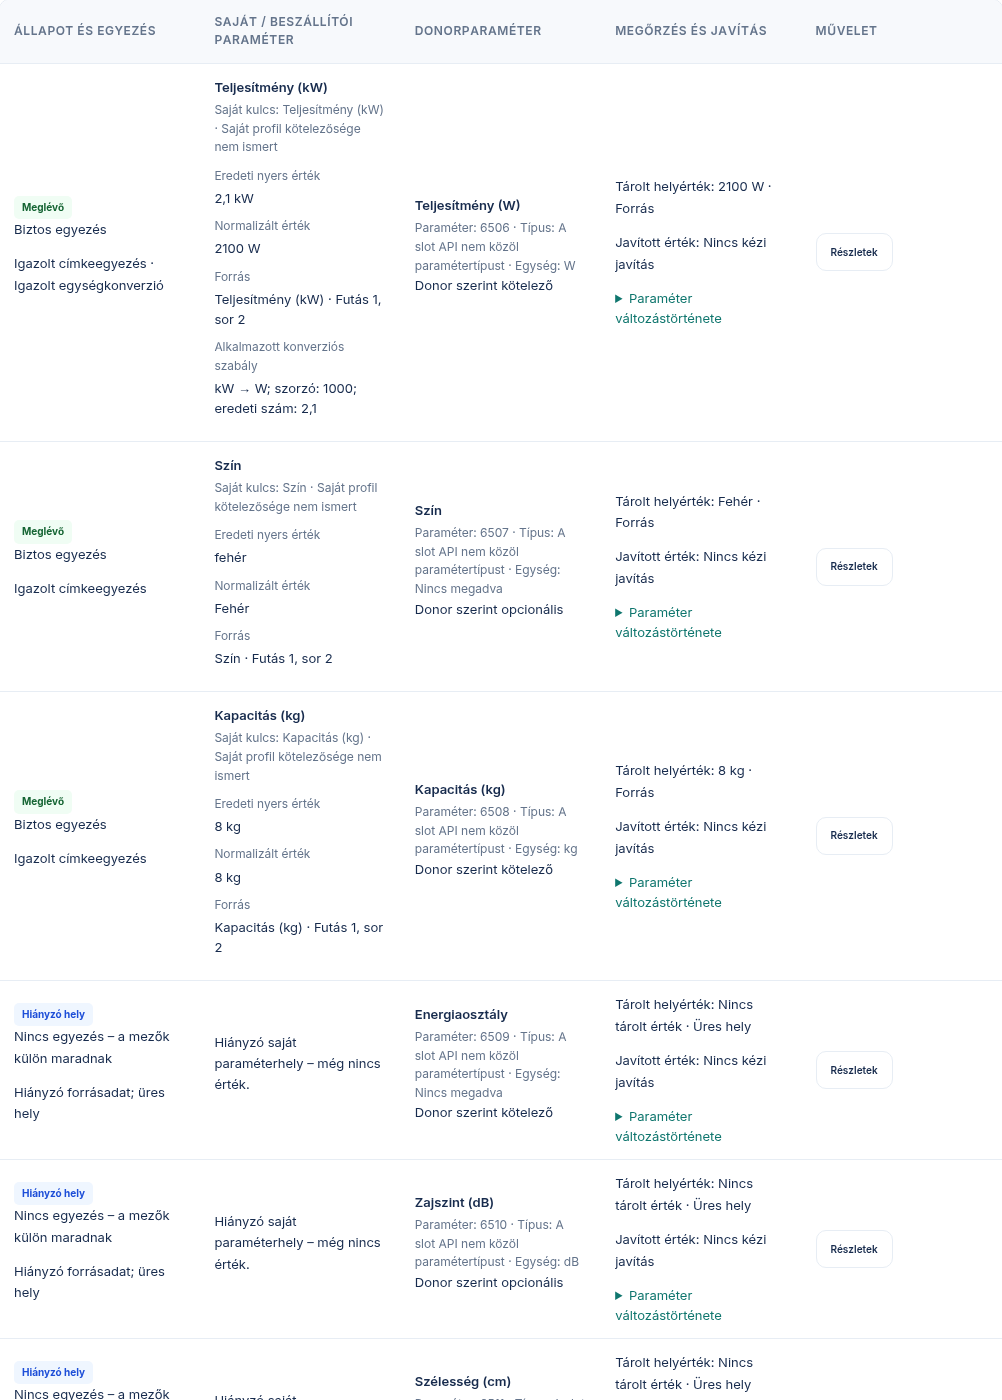 ÁLLAPOT ÉS EGYEZÉS
SAJÁT / BESZÁLLÍTÓI
PARAMÉTER
DONORPARAMÉTER
MEGŐRZÉS ÉS JAVÍTÁS
MŰVELET
Meglévő
Biztos egyezés
Igazolt címkeegyezés ·
Igazolt egységkonverzió
Teljesítmény (kW)
Saját kulcs: Teljesítmény (kW)
· Saját profil kötelezősége
nem ismert
Eredeti nyers érték
2,1 kW
Normalizált érték
2100 W
Forrás
Teljesítmény (kW) · Futás 1,
sor 2
Alkalmazott konverziós
szabály
kW → W; szorzó: 1000;
eredeti szám: 2,1
Teljesítmény (W)
Paraméter: 6506 · Típus: A
slot API nem közöl
paramétertípust · Egység: W
Donor szerint kötelező
Tárolt helyérték: 2100 W ·
Forrás
Javított érték: Nincs kézi
javítás
▶ Paraméter
változástörténete
Részletek
Meglévő
Biztos egyezés
Igazolt címkeegyezés
Szín
Saját kulcs: Szín · Saját profil
kötelezősége nem ismert
Eredeti nyers érték
fehér
Normalizált érték
Fehér
Forrás
Szín · Futás 1, sor 2
Szín
Paraméter: 6507 · Típus: A
slot API nem közöl
paramétertípust · Egység:
Nincs megadva
Donor szerint opcionális
Tárolt helyérték: Fehér ·
Forrás
Javított érték: Nincs kézi
javítás
▶ Paraméter
változástörténete
Részletek
Meglévő
Biztos egyezés
Igazolt címkeegyezés
Kapacitás (kg)
Saját kulcs: Kapacitás (kg) ·
Saját profil kötelezősége nem
ismert
Eredeti nyers érték
8 kg
Normalizált érték
8 kg
Forrás
Kapacitás (kg) · Futás 1, sor
2
Kapacitás (kg)
Paraméter: 6508 · Típus: A
slot API nem közöl
paramétertípust · Egység: kg
Donor szerint kötelező
Tárolt helyérték: 8 kg ·
Forrás
Javított érték: Nincs kézi
javítás
▶ Paraméter
változástörténete
Részletek
Hiányzó hely
Nincs egyezés – a mezők
külön maradnak
Hiányzó forrásadat; üres
hely
Hiányzó saját
paraméterhely – még nincs
érték.
Energiaosztály
Paraméter: 6509 · Típus: A
slot API nem közöl
paramétertípust · Egység:
Nincs megadva
Donor szerint kötelező
Tárolt helyérték: Nincs
tárolt érték · Üres hely
Javított érték: Nincs kézi
javítás
▶ Paraméter
változástörténete
Részletek
Hiányzó hely
Nincs egyezés – a mezők
külön maradnak
Hiányzó forrásadat; üres
hely
Hiányzó saját
paraméterhely – még nincs
érték.
Zajszint (dB)
Paraméter: 6510 · Típus: A
slot API nem közöl
paramétertípust · Egység: dB
Donor szerint opcionális
Tárolt helyérték: Nincs
tárolt érték · Üres hely
Javított érték: Nincs kézi
javítás
▶ Paraméter
változástörténete
Részletek
Hiányzó hely
Nincs egyezés – a mezők
Szélesség (cm)
Tárolt helyérték: Nincs
tárolt érték · Üres hely